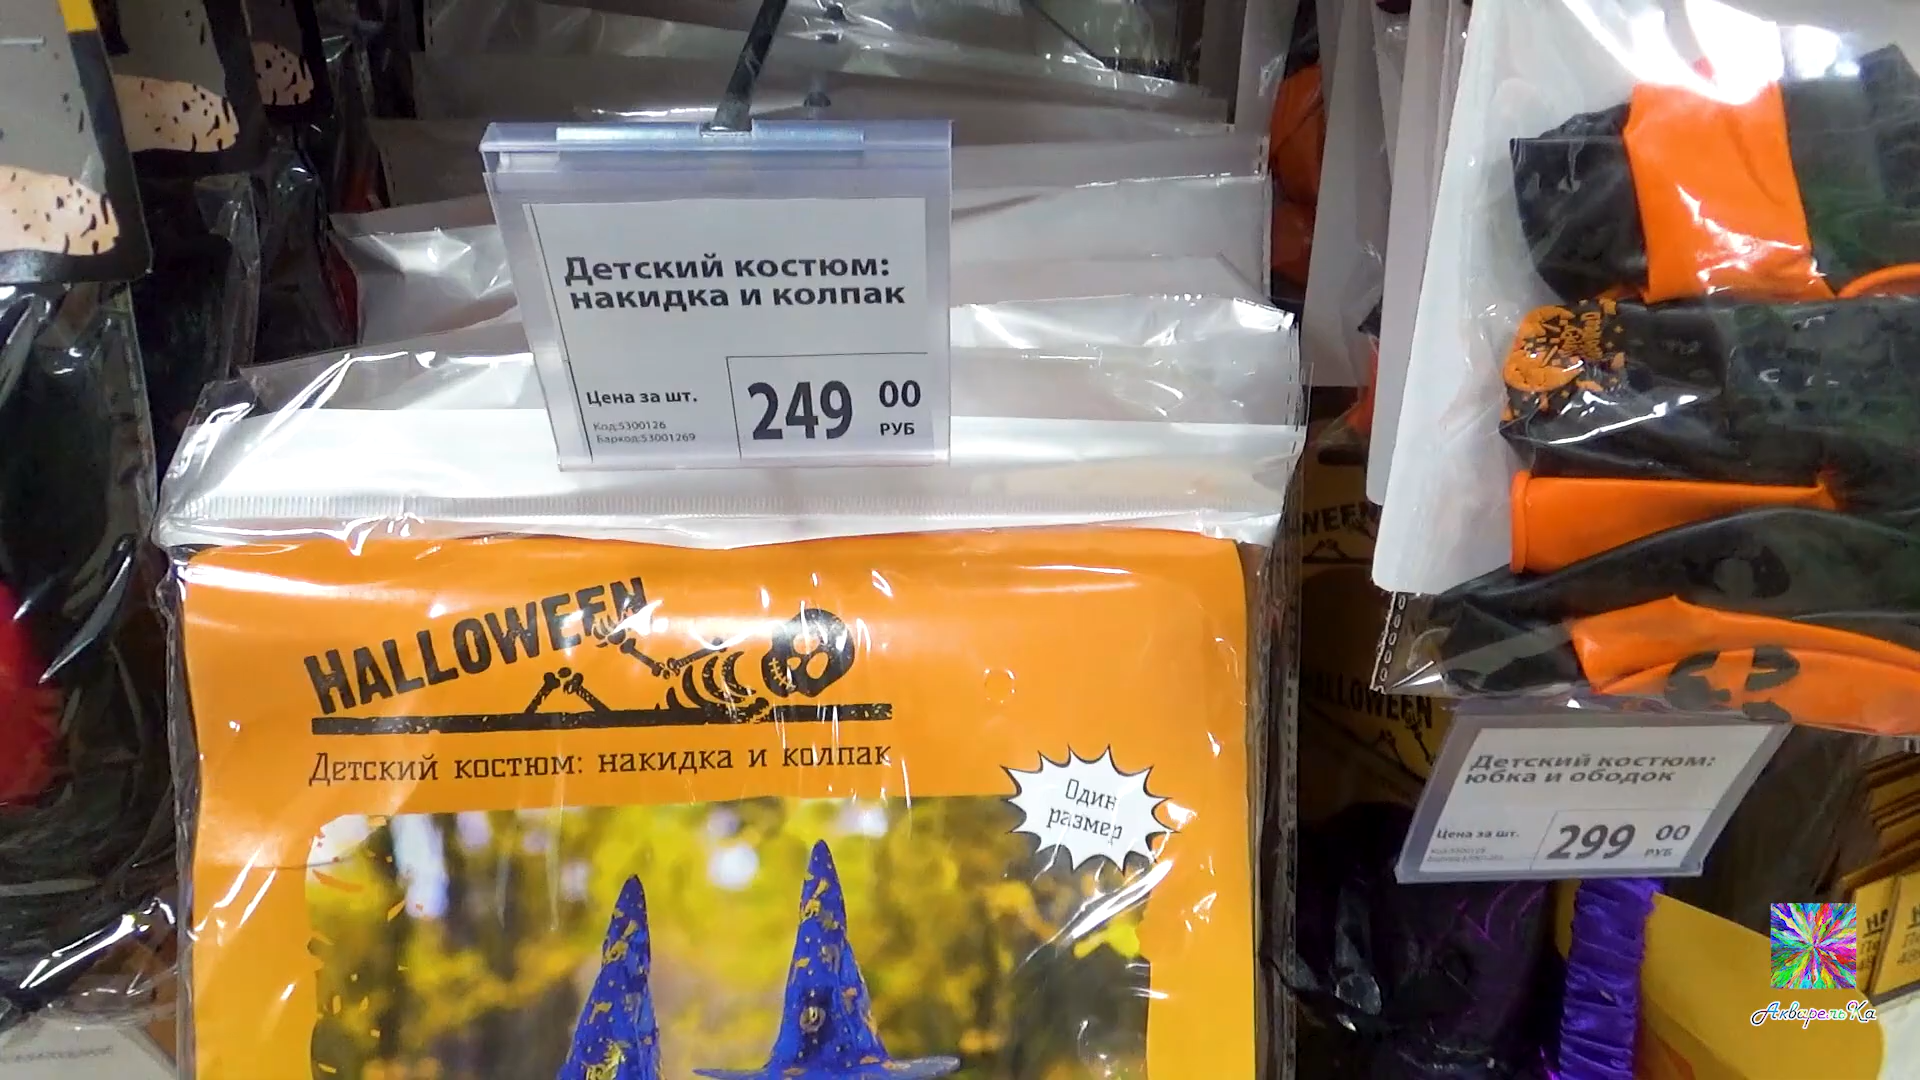 Детский костюм:
накидка и колпак
Цена за шт.
249 00
РУБ
Код:5300126
Баркод:53001269
HALLOWEEN
Детский костюм: накидка и колпак
Один
размер
WEEN
HALLOWEEN
Детский костюм:
юбка и ободок
Цена за шт.
299 00
РУБ
АкварельКа